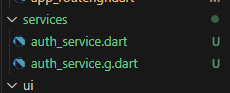 services
auth_service.dart U
auth_service.g.dart U
ui